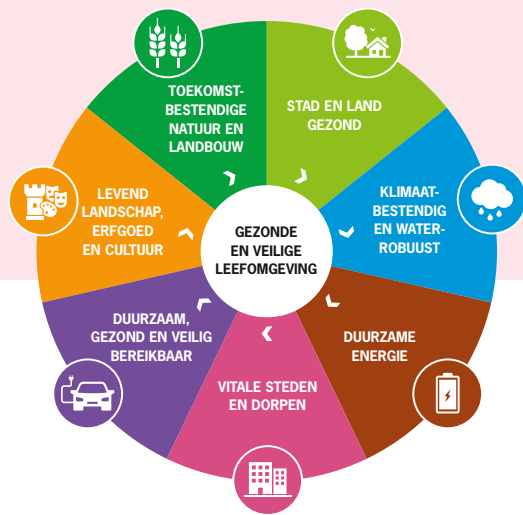 TOEKOMST-
BESTENDIGE
NATUUR EN
LANDBOUW
STAD EN LAND
GEZOND
KLIMAAT-
BESTENDIG
EN WATER-
ROBUUST
DUURZAME
ENERGIE
VITALE STEDEN
EN DORPEN
DUURZAAM,
GEZOND EN VEILIG
BEREIKBAAR
LEVEND
LANDSCHAP,
ERFGOED
EN CULTUUR
GEZONDE
EN VEILIGE
LEEFOMGEVING